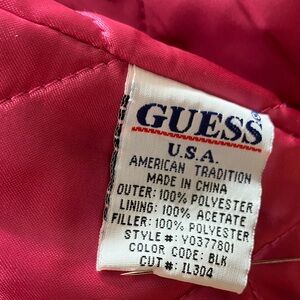 GUESS®
U.S.A.
AMERICAN TRADITION
MADE IN CHINA
OUTER: 100% POLYESTER
LINING: 100% ACETATE
FILLER: 100% POLYESTER
STYLE #: YO377801
COLOR CODE: BLK
CUT #: IL304